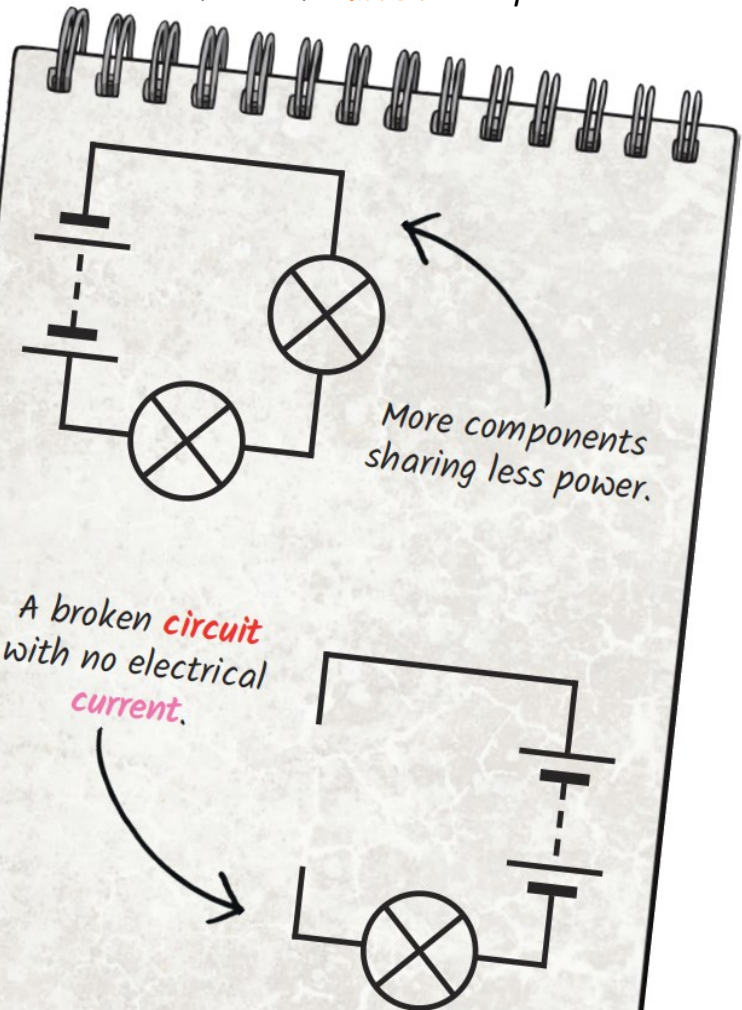 More components
sharing less power.
A broken circuit
with no electrical
current.